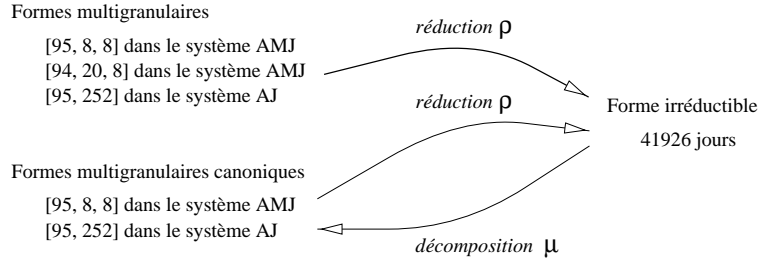 Formes multigranulaires
[95, 8, 8] dans le système AMJ
[94, 20, 8] dans le système AMJ
[95, 252] dans le système AJ
réduction ρ
réduction ρ
Forme irréductible
41926 jours
Formes multigranulaires canoniques
[95, 8, 8] dans le système AMJ
[95, 252] dans le système AJ
décomposition μ